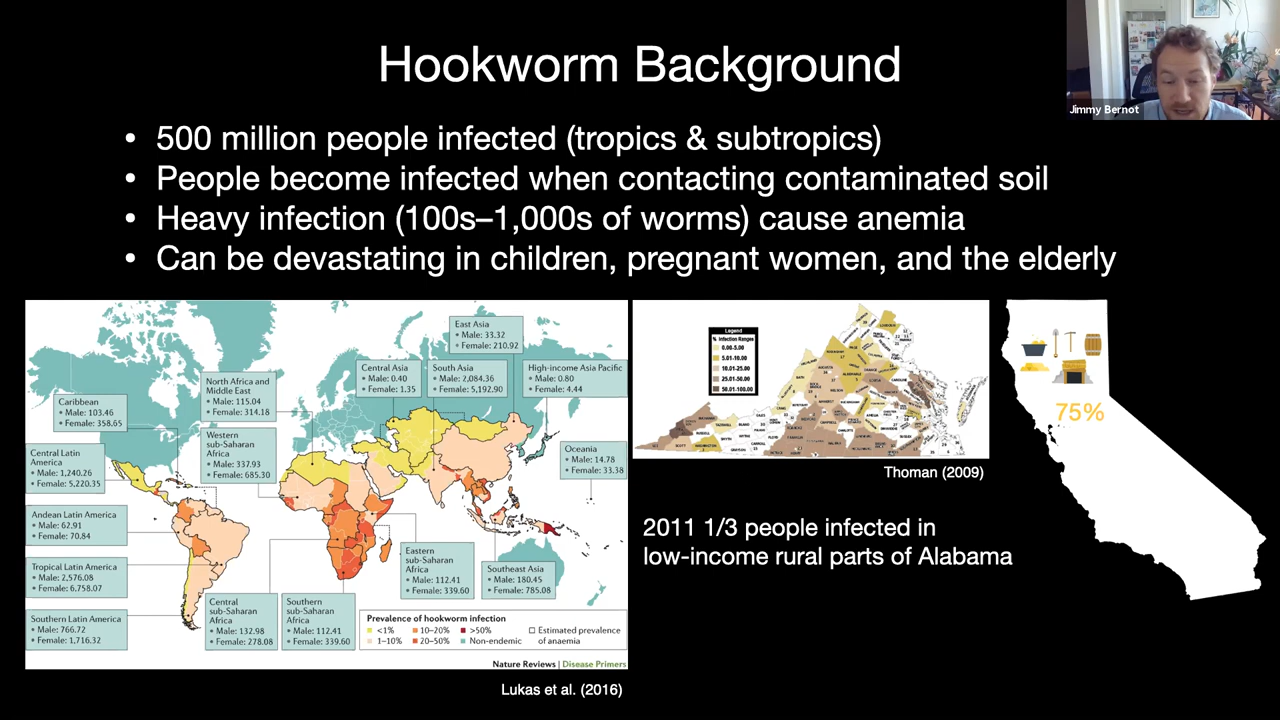 Hookworm Background
Jimmy Bernot
• 500 million people infected (tropics & subtropics)
• People become infected when contacting contaminated soil
• Heavy infection (100s–1,000s of worms) cause anemia
• Can be devastating in children, pregnant women, and the elderly
East Asia
• Male: 33.32
• Female: 210.92
Central Asia
• Male: 0.40
• Female: 1.35
South Asia
• Male: 2,084.36
• Female: 5,192.90
High-income Asia Pacific
• Male: 0.80
• Female: 4.44
North Africa and
Middle East
• Male: 115.04
• Female: 314.18
Caribbean
• Male: 103.46
• Female: 358.65
Western
sub-Saharan
Africa
• Male: 337.93
• Female: 685.30
Central Latin
America
• Male: 1,240.26
• Female: 5,220.35
Oceania
• Male: 14.78
• Female: 33.38
Andean Latin America
• Male: 62.91
• Female: 70.84
Tropical Latin America
• Male: 2,576.08
• Female: 6.758.07
Southern Latin America
• Male: 766.72
• Female: 1,716.32
Central
sub-Saharan
Africa
• Male: 132.98
• Female: 278.08
Southern
sub-Saharan
Africa
• Male: 112.41
• Female: 339.60
Eastern
sub-Saharan
Africa
• Male: 112.41
• Female: 339.60
Southeast Asia
• Male: 180.45
• Female: 785.08
Prevalence of hookworm infection
<1% 10–20% >50% Estimated prevalence
1–10% 20–50% Non-endemic of anaemia
Nature Reviews | Disease Primers
Lukas et al. (2016)
Legend
% Infection Ranges
0.00-5.00
5.01-10.00
10.01-25.00
25.01-50.00
50.01-100.00
Thoman (2009)
2011 1/3 people infected in
low-income rural parts of Alabama
75%